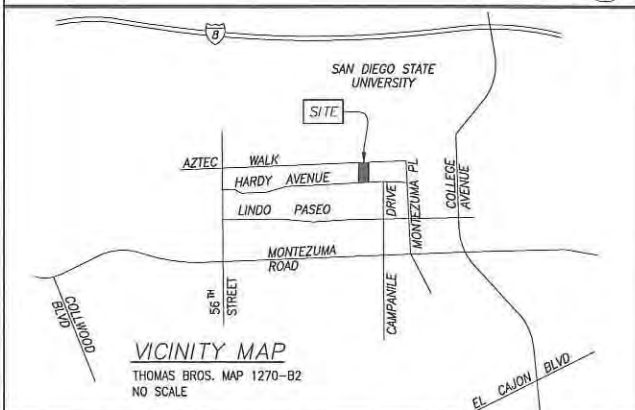 8
SAN DIEGO STATE
UNIVERSITY
SITE
AZTEC WALK
HARDY AVENUE
LINDO PASEO
DRIVE
MONTEZUMA PL
COLLEGE
AVENUE
MONTEZUMA
ROAD
COLLWOOD
BLVD
56TH
STREET
CAMPANILE
VICINITY MAP
THOMAS BROS. MAP 1270-B2
NO SCALE
EL CAJON BLVD